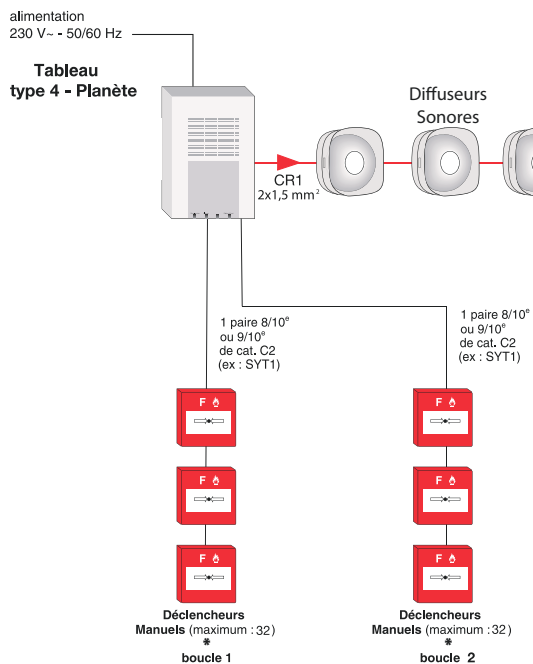 alimentation
230 V~ - 50/60 Hz
Tableau
type 4 - Planète
Diffuseurs
Sonores
CR1
2x1,5 mm²
1 paire 8/10e
ou 9/10e
de cat. C2
(ex : SYT1)
1 paire 8/10e
ou 9/10e
de cat. C2
(ex : SYT1)
F
F
F
F
F
F
Déclencheurs
Manuels (maximum : 32)
*
boucle 1
Déclencheurs
Manuels (maximum : 32)
*
boucle 2